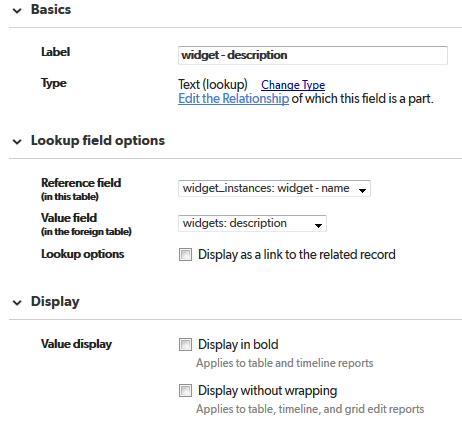 Basics
Label widget - description
Type Text (lookup) Change Type
Edit the Relationship of which this field is a part.
Lookup field options
Reference field widget_instances: widget - name
(in this table)
Value field widgets: description
(in the foreign table)
Lookup options Display as a link to the related record
Display
Value display Display in bold
Applies to table and timeline reports
Display without wrapping
Applies to table, timeline, and grid edit reports